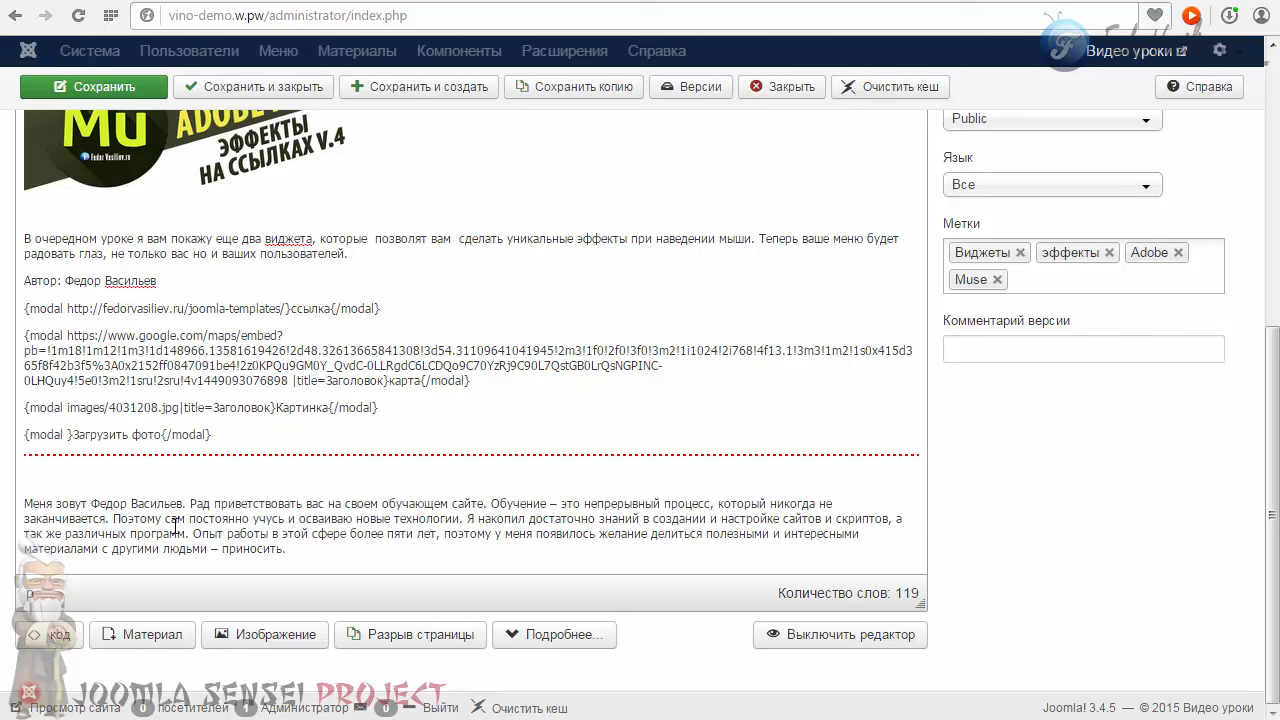 vino-demo.w.pw/administrator/index.php
Система Пользователи Меню Материалы Компоненты Расширения Справка Видео уроки
Сохранить Сохранить и закрыть Сохранить и создать Сохранить копию Версии Закрыть Очистить кеш Справка
Mu
ЭФФЕКТЫ
НА ССЫЛКАХ V.4
Fedor Vasiliev.ru
Public
Язык
Все
Метки
Виджеты эффекты Adobe
Muse
Комментарий версии
В очередном уроке я вам покажу еще два виджета, которые позволят вам сделать уникальные эффекты при наведении мыши. Теперь ваше меню будет
радовать глаз, не только вас но и ваших пользователей.
Автор: Федор Васильев
{modal http://fedorvasiliev.ru/joomla-templates/}ссылка{/modal}
{modal https://www.google.com/maps/embed?
pb=!1m18!1m12!1m3!1d148966.13581619426!2d48.32613665841308!3d54.31109641041945!2m3!1f0!2f0!3f0!3m2!1i1024!2i768!4f13.1!3m3!1m2!1s0x415d3
65f8f42b3f5%3A0x2152ff0847091be4!2z0KPQu9GM0Y_QvdC-0LLRgdC6LCDQo9C70YzRj9C90L7QstGB0LrQsNGPINC-
0LHQuy4!5e0!3m2!1sru!2sru!4v1449093076898 |title=Заголовок}карта{/modal}
{modal images/4031208.jpg|title=Заголовок}Картинка{/modal}
{modal }Загрузить фото{/modal}
Меня зовут Федор Васильев. Рад приветствовать вас на своем обучающем сайте. Обучение – это непрерывный процесс, который никогда не
заканчивается. Поэтому сам постоянно учусь и осваиваю новые технологии. Я накопил достаточно знаний в создании и настройке сайтов и скриптов, а
так же различных программ. Опыт работы в этой сфере более пяти лет, поэтому у меня появилось желание делиться полезными и интересными
материалами с другими людьми – приносить.
p Количество слов: 119
код Материал Изображение Разрыв страницы Подробнее... Выключить редактор
JOOMLA SENSEI PROJECT
Просмотр сайта 0 посетителей 1 Администратор 0 Выйти Очистить кеш Joomla! 3.4.5 — © 2015 Видео уроки